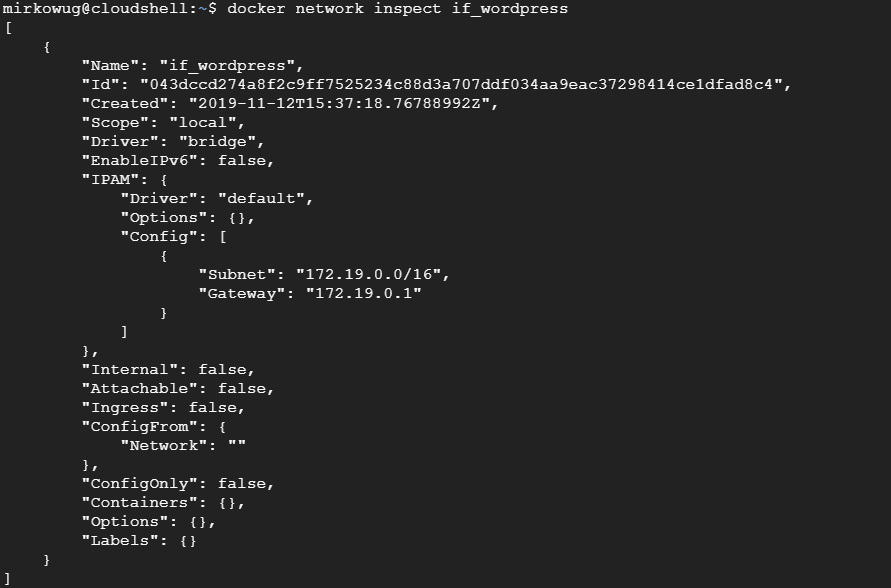 mirkowug@cloudshell:~$ docker network inspect if_wordpress
[
    {
        "Name": "if_wordpress",
        "Id": "043dccd274a8f2c9ff7525234c88d3a707ddf034aa9eac37298414ce1dfad8c4",
        "Created": "2019-11-12T15:37:18.76788992Z",
        "Scope": "local",
        "Driver": "bridge",
        "EnableIPv6": false,
        "IPAM": {
            "Driver": "default",
            "Options": {},
            "Config": [
                {
                    "Subnet": "172.19.0.0/16",
                    "Gateway": "172.19.0.1"
                }
            ]
        },
        "Internal": false,
        "Attachable": false,
        "Ingress": false,
        "ConfigFrom": {
            "Network": ""
        },
        "ConfigOnly": false,
        "Containers": {},
        "Options": {},
        "Labels": {}
    }
]